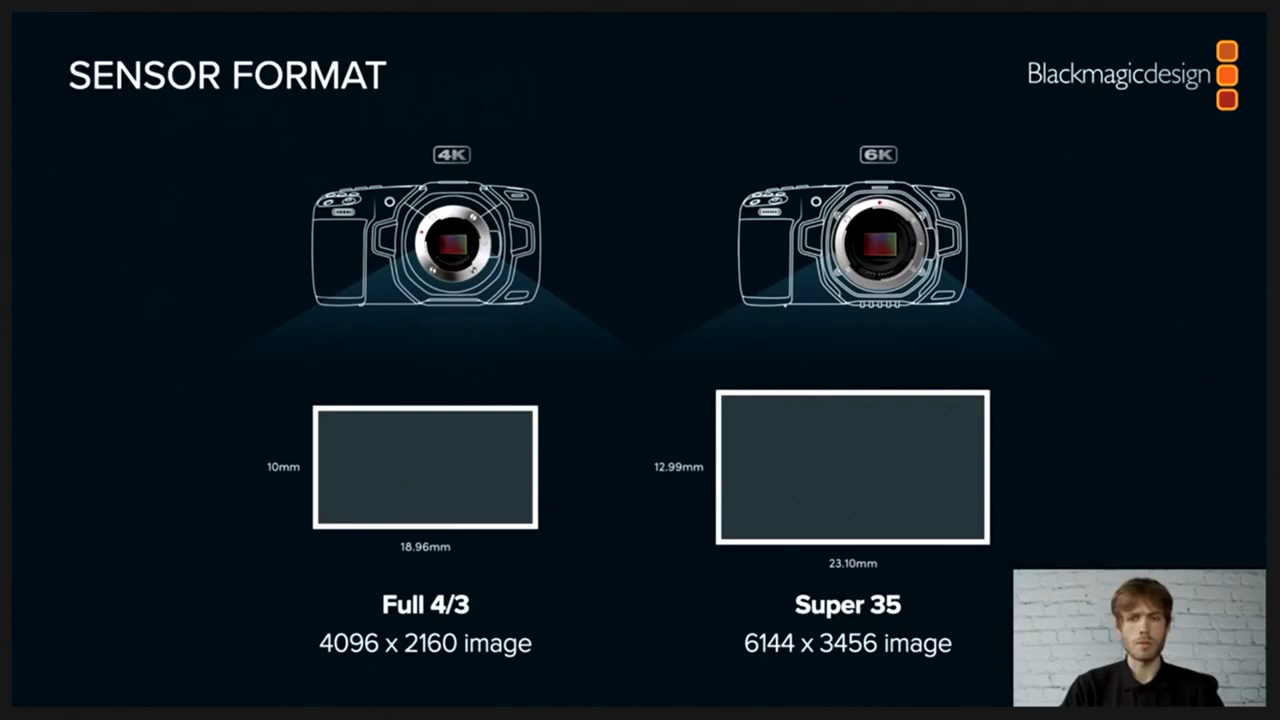 SENSOR FORMAT
Blackmagicdesign
4K
6K
10mm
18.96mm
12.99mm
23.10mm
Full 4/3
4096 x 2160 image
Super 35
6144 x 3456 image